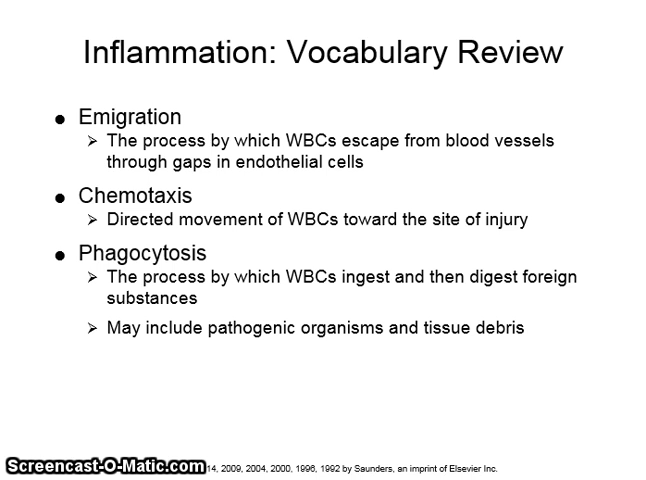 Inflammation: Vocabulary Review
● Emigration
➢ The process by which WBCs escape from blood vessels
through gaps in endothelial cells
● Chemotaxis
➢ Directed movement of WBCs toward the site of injury
● Phagocytosis
➢ The process by which WBCs ingest and then digest foreign
substances
➢ May include pathogenic organisms and tissue debris
Screencast-O-Matic.com 14, 2009, 2004, 2000, 1996, 1992 by Saunders, an imprint of Elsevier Inc.